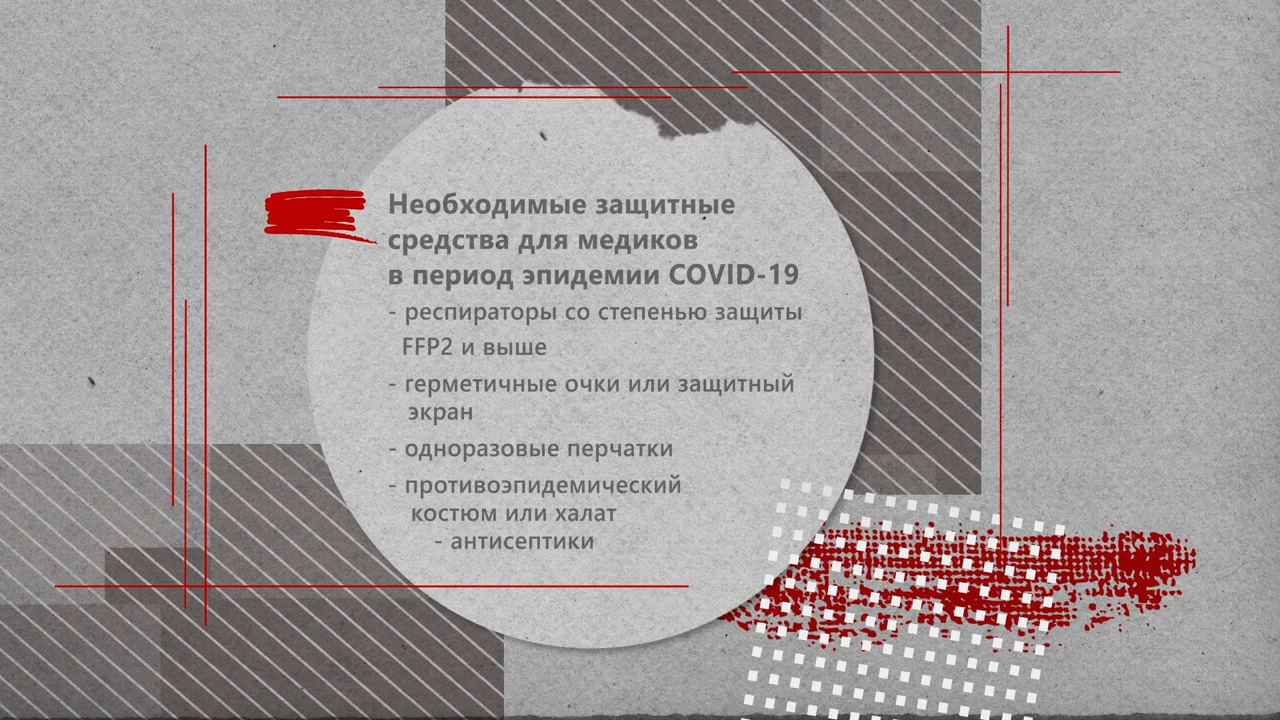 Необходимые защитные
средства для медиков
в период эпидемии COVID-19
- респираторы со степенью защиты
FFP2 и выше
- герметичные очки или защитный
экран
- одноразовые перчатки
- противоэпидемический
костюм или халат
- антисептики